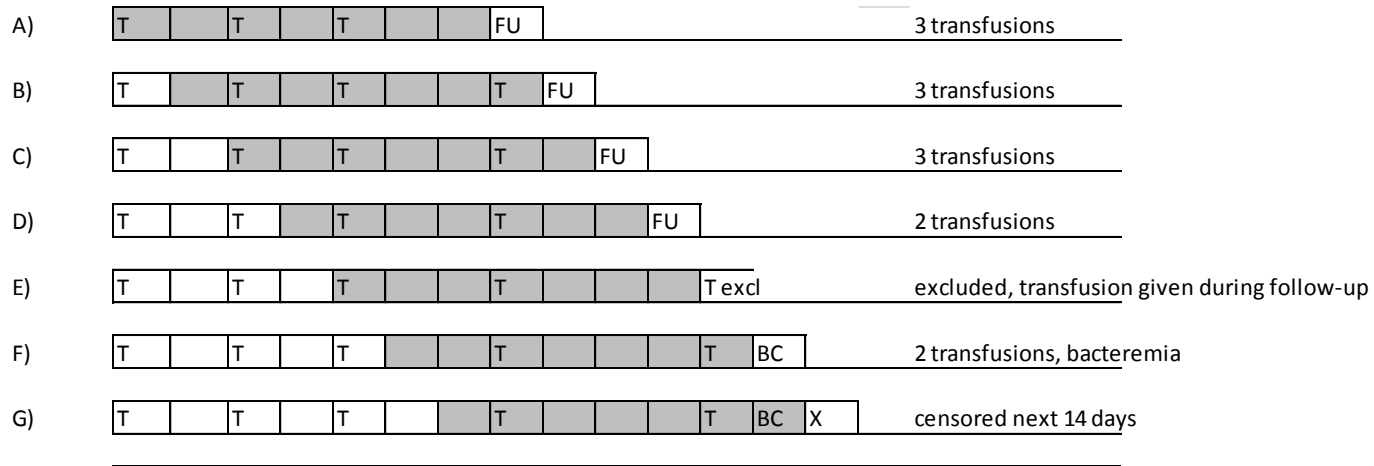 A) T T T FU 3 transfusions
B) T T T T FU 3 transfusions
C) T T T T FU 3 transfusions
D) T T T T FU 2 transfusions
E) T T T T T excl excluded, transfusion given during follow-up
F) T T T T T BC 2 transfusions, bacteremia
G) T T T T T BC X censored next 14 days